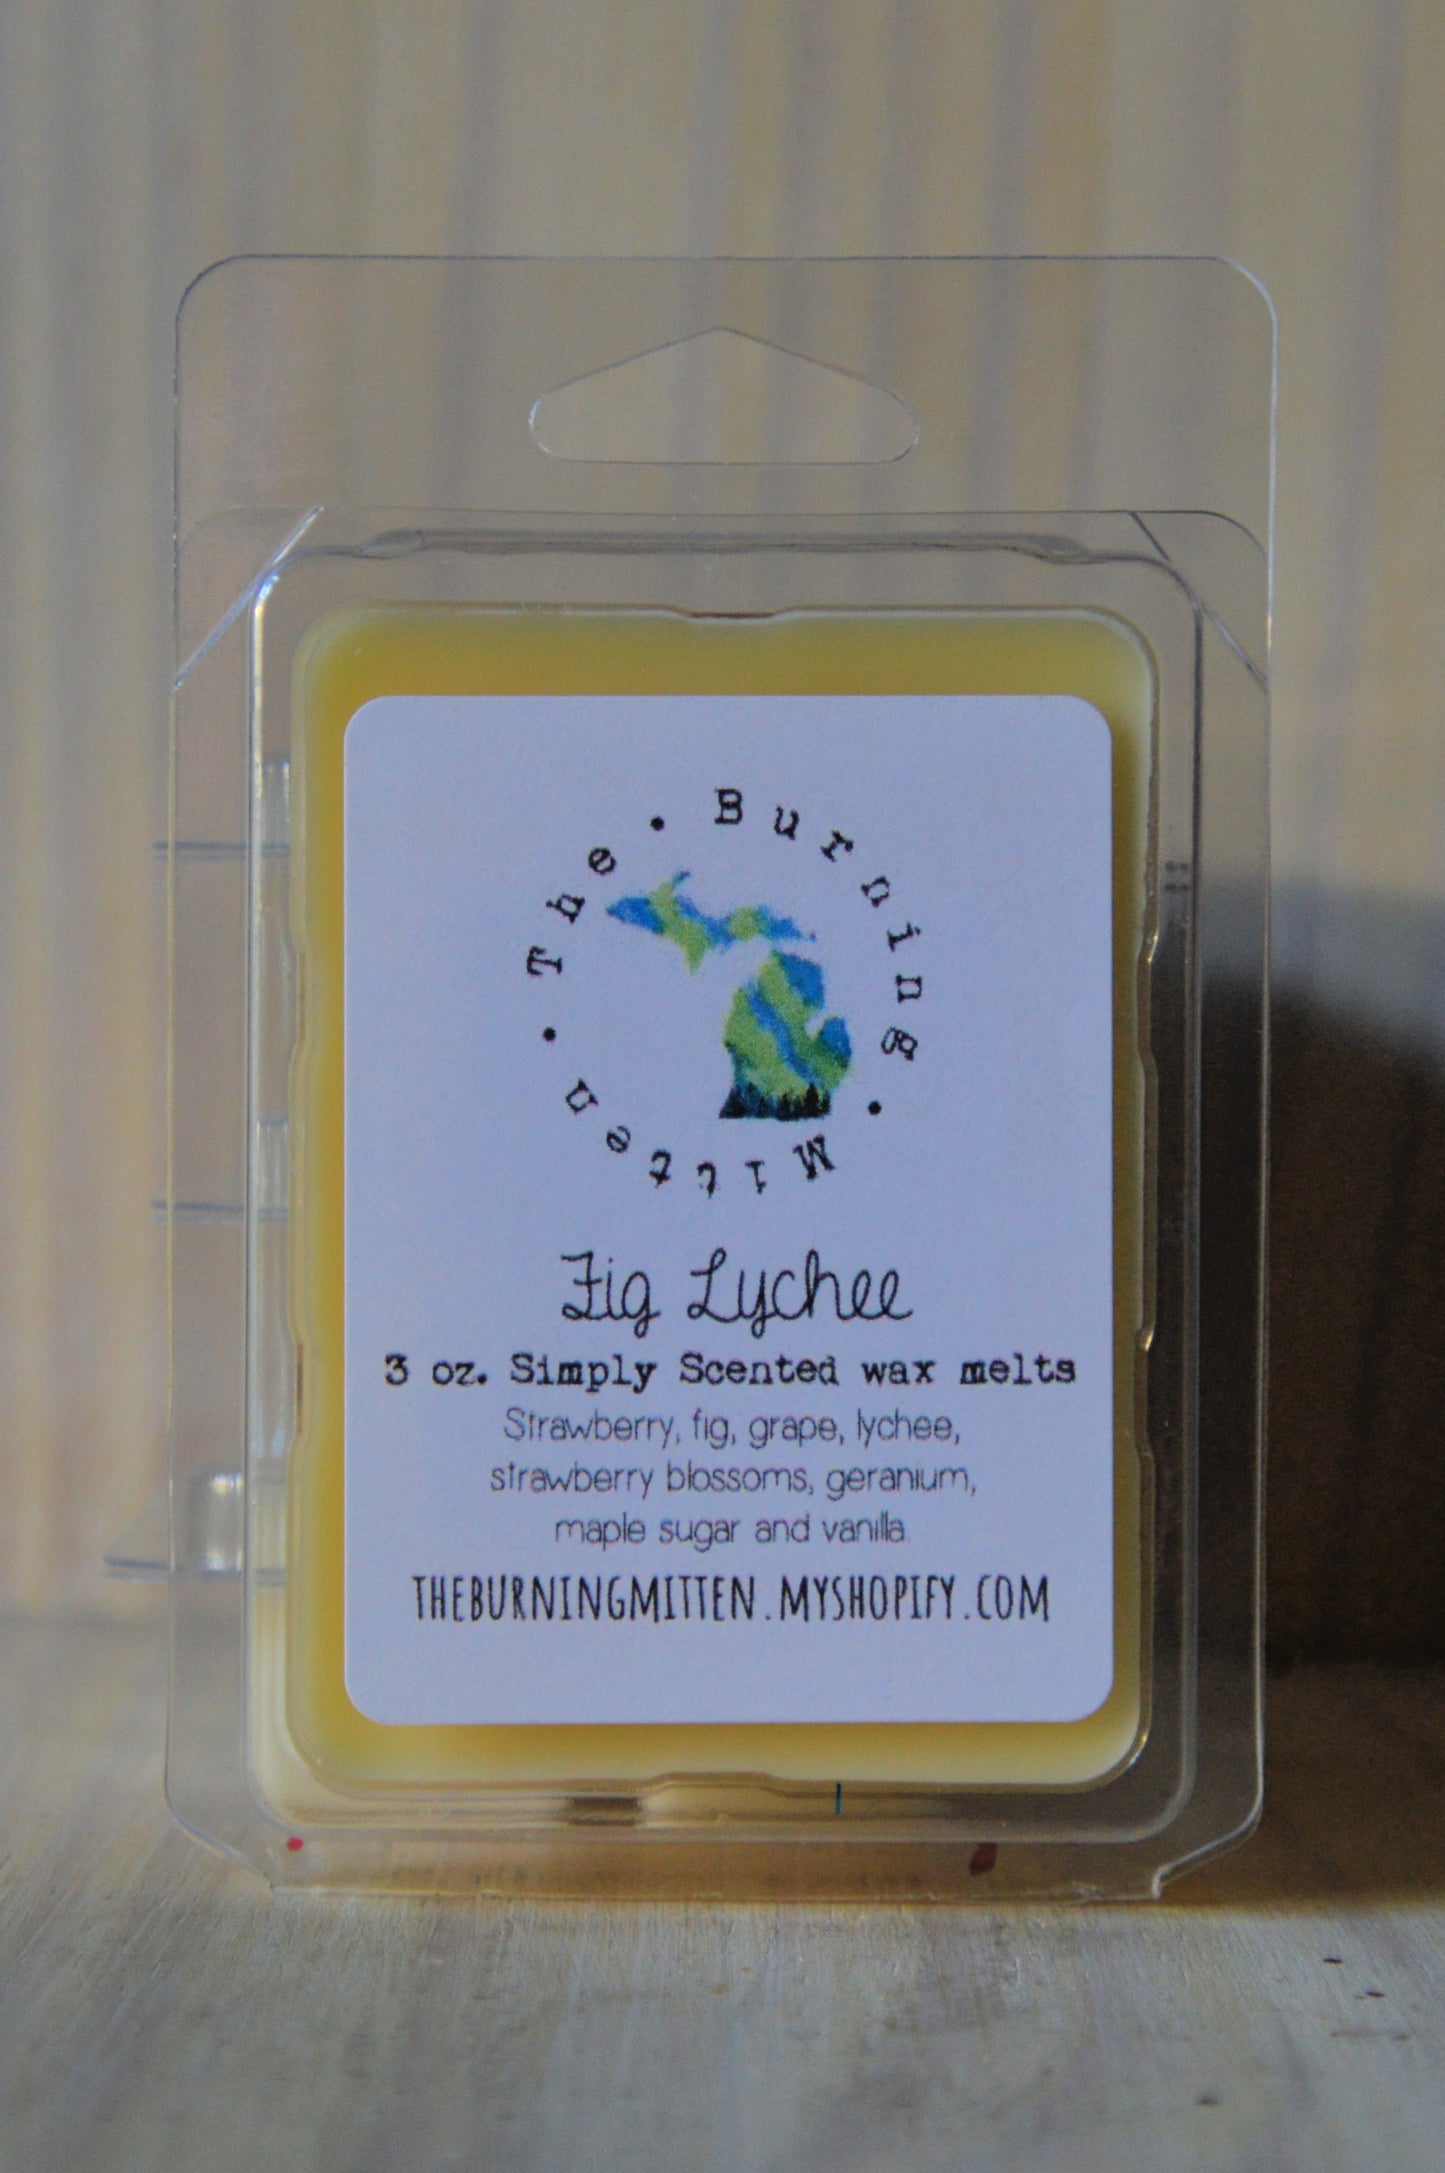 The • Burning • Mitten •
Fig Lychee
3 oz. Simply Scented wax melts
Strawberry, fig, grape, lychee,
strawberry blossoms, geranium,
maple sugar and vanilla
THEBURNINGMITTEN.MYSHOPIFY.COM